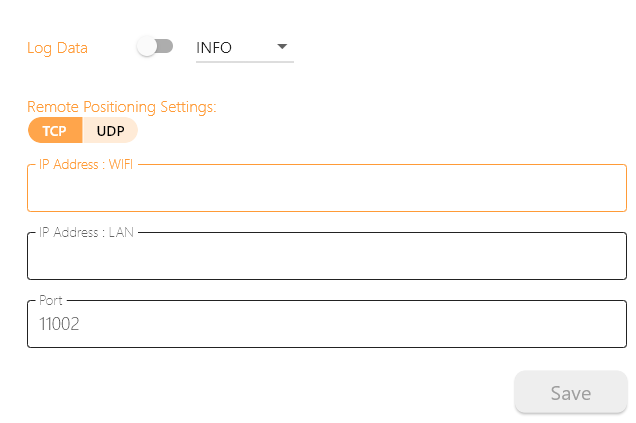 Log Data INFO
Remote Positioning Settings:
TCP UDP
IP Address : WIFI
IP Address : LAN
Port
11002
Save